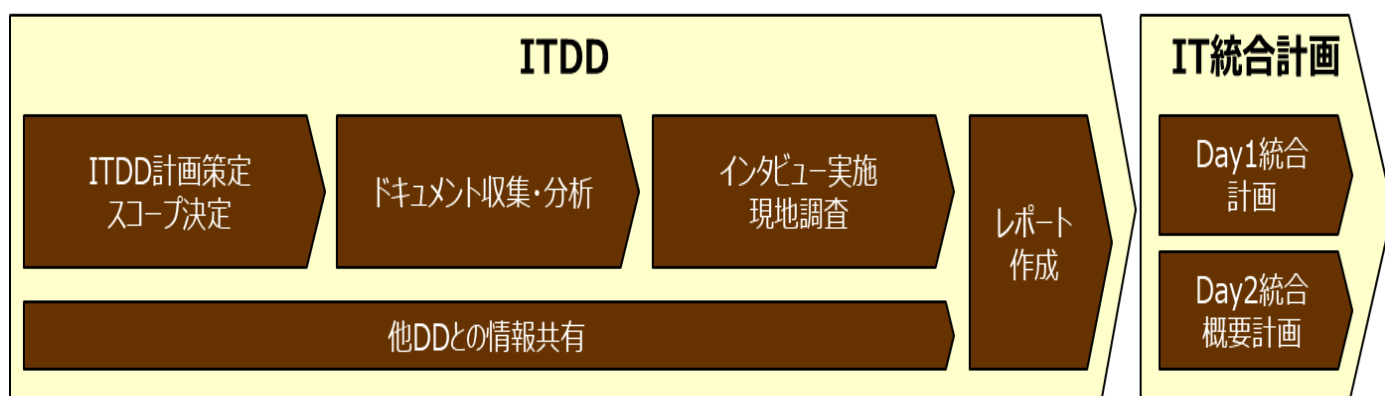 ITDD
IT統合計画
ITDD計画策定
スコープ決定
ドキュメント収集・分析
インタビュー実施
現地調査
レポート
作成
他DDとの情報共有
Day1統合
計画
Day2統合
概要計画